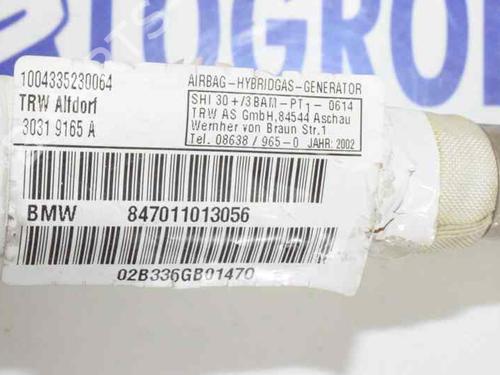 1004335230064
TRW Alfdorf
3031 9165 A
AIRBAG-HYBRIDGAS-GENERATOR
SHI 30+/3BAM-PT1- 0614
TRW AS GmbH,84544 Aschau
Wernher von Braun Str.1
Tel. 08638/965-0 JAHR: 2002
BMW 847011013056
02B336GB01470